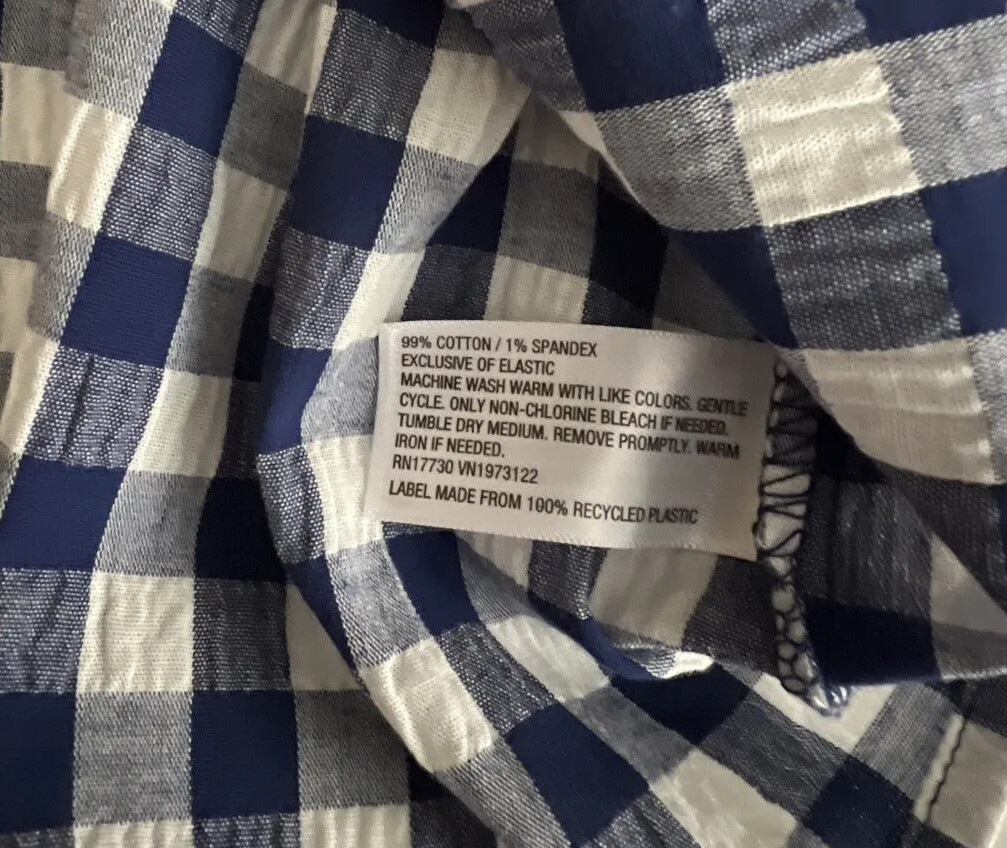 99% COTTON / 1% SPANDEX
EXCLUSIVE OF ELASTIC
MACHINE WASH WARM WITH LIKE COLORS. GENTLE
CYCLE. ONLY NON-CHLORINE BLEACH IF NEEDED.
TUMBLE DRY MEDIUM. REMOVE PROMPTLY. WARM
IRON IF NEEDED.
RN17730 VN1973122
LABEL MADE FROM 100% RECYCLED PLASTIC